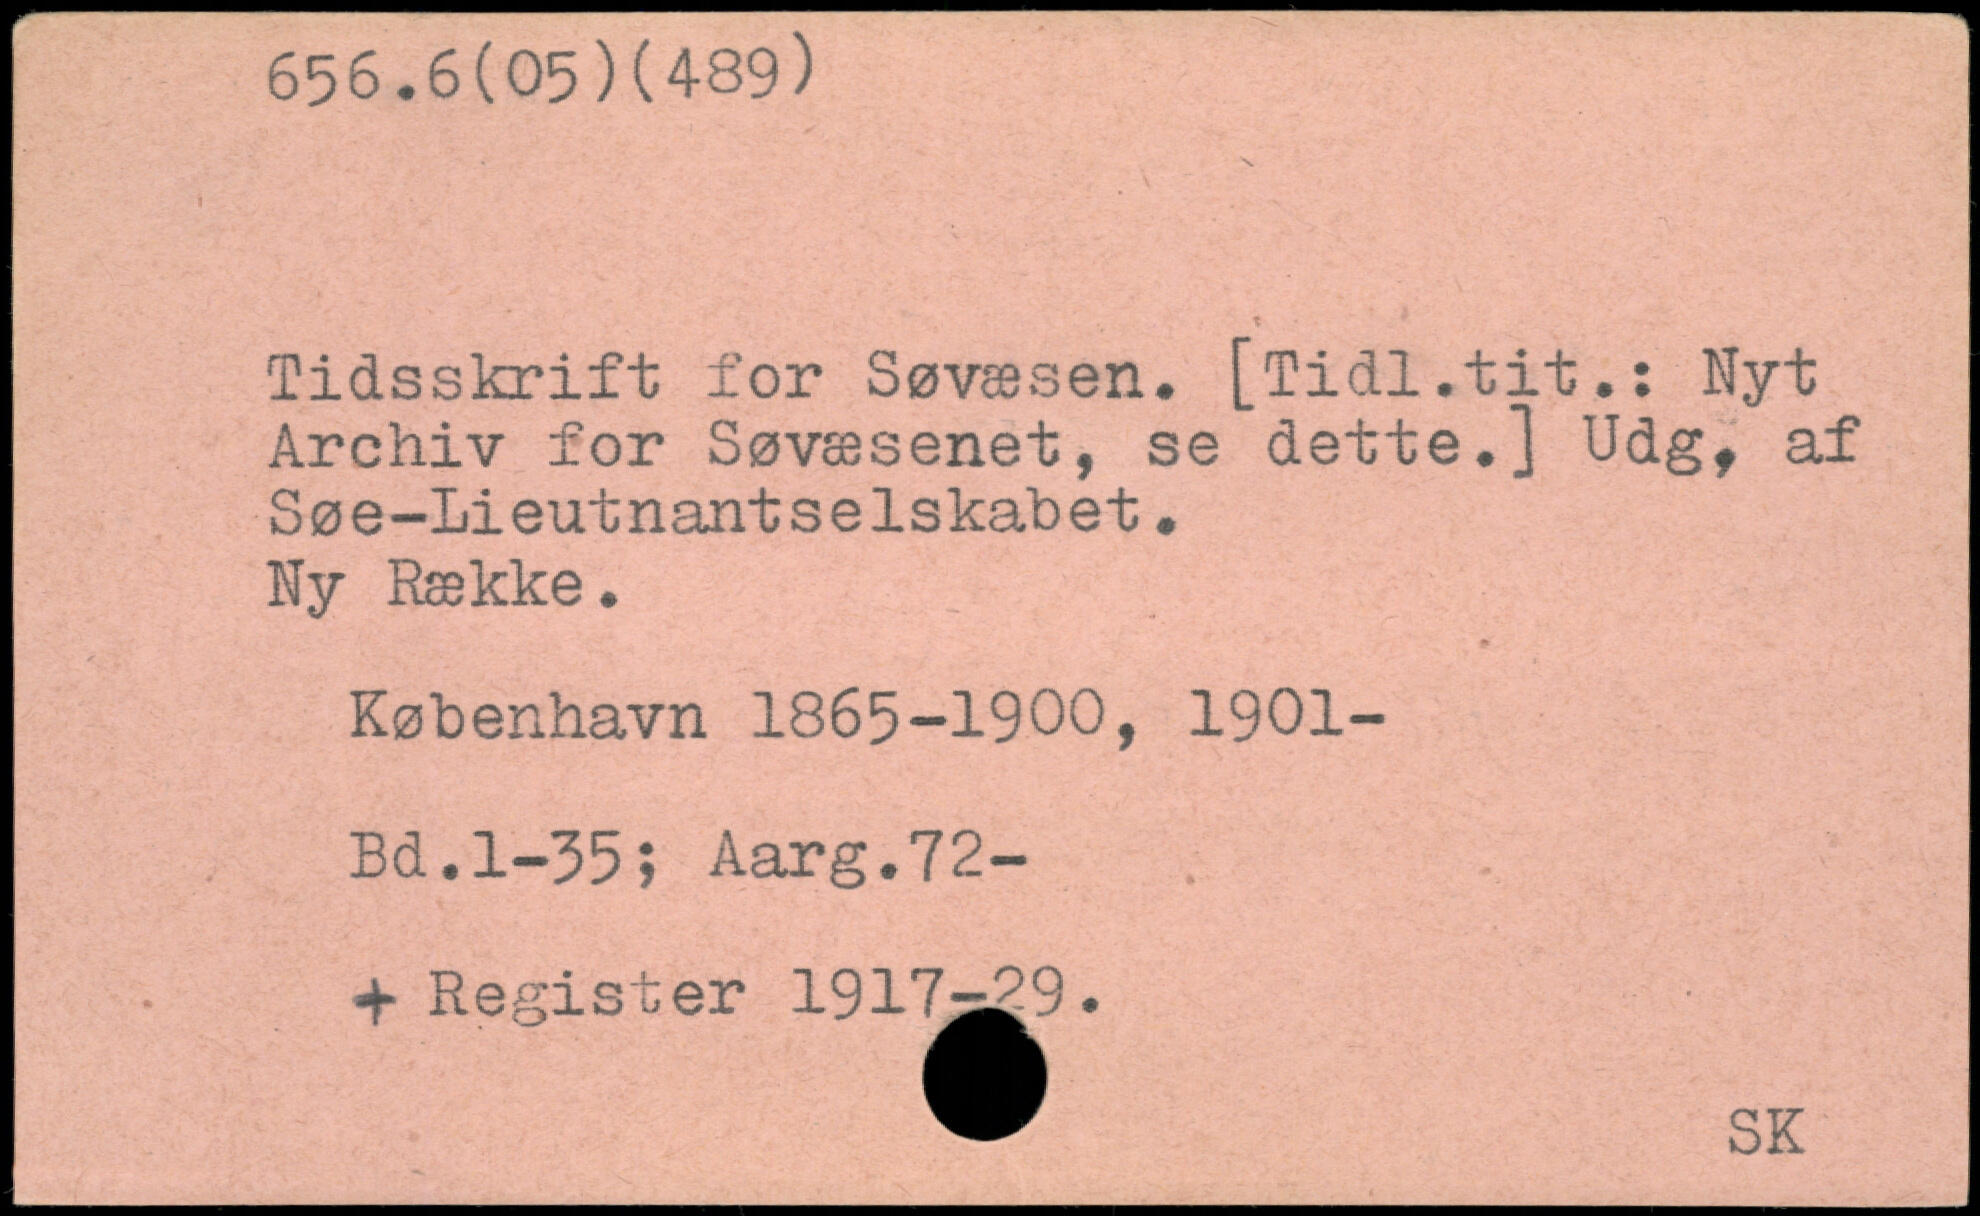 656.6(05)(489)
Tidsskrift for Søvæsen. [Tidl.tit.: Nyt
Archiv for Søvæsenet, se dette.] Udg, af
Søe-Lieutnantselskabet.
Ny Række.
København 1865-1900, 1901-
Bd.1-35; Aarg.72-
+ Register 1917-29.
SK